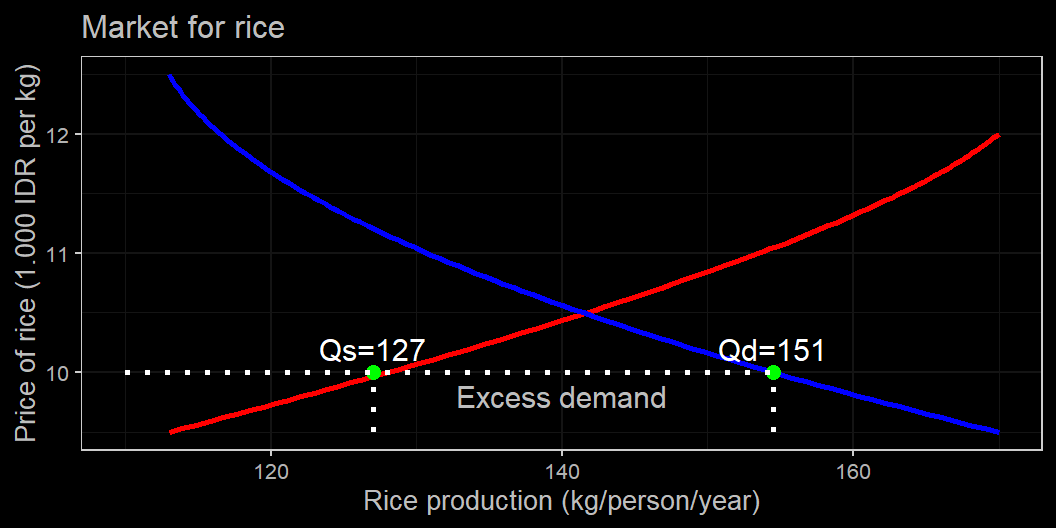 Market for rice
Price of rice (1.000 IDR per kg)
12
11
10
Qs=127
Qd=151
Excess demand
120
140
160
Rice production (kg/person/year)